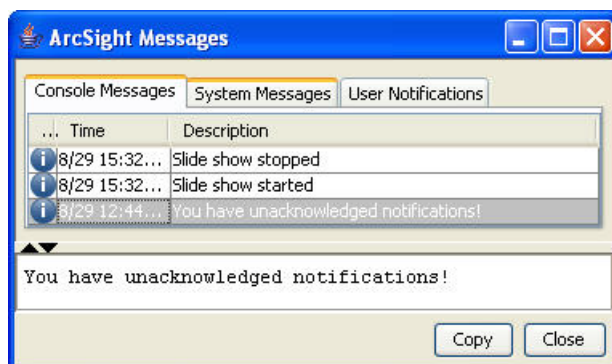 ArcSight Messages
Console Messages System Messages User Notifications
... Time Description
8/29 15:32... Slide show stopped
8/29 15:32... Slide show started
8/29 12:44... You have unacknowledged notifications!
You have unacknowledged notifications!
Copy Close